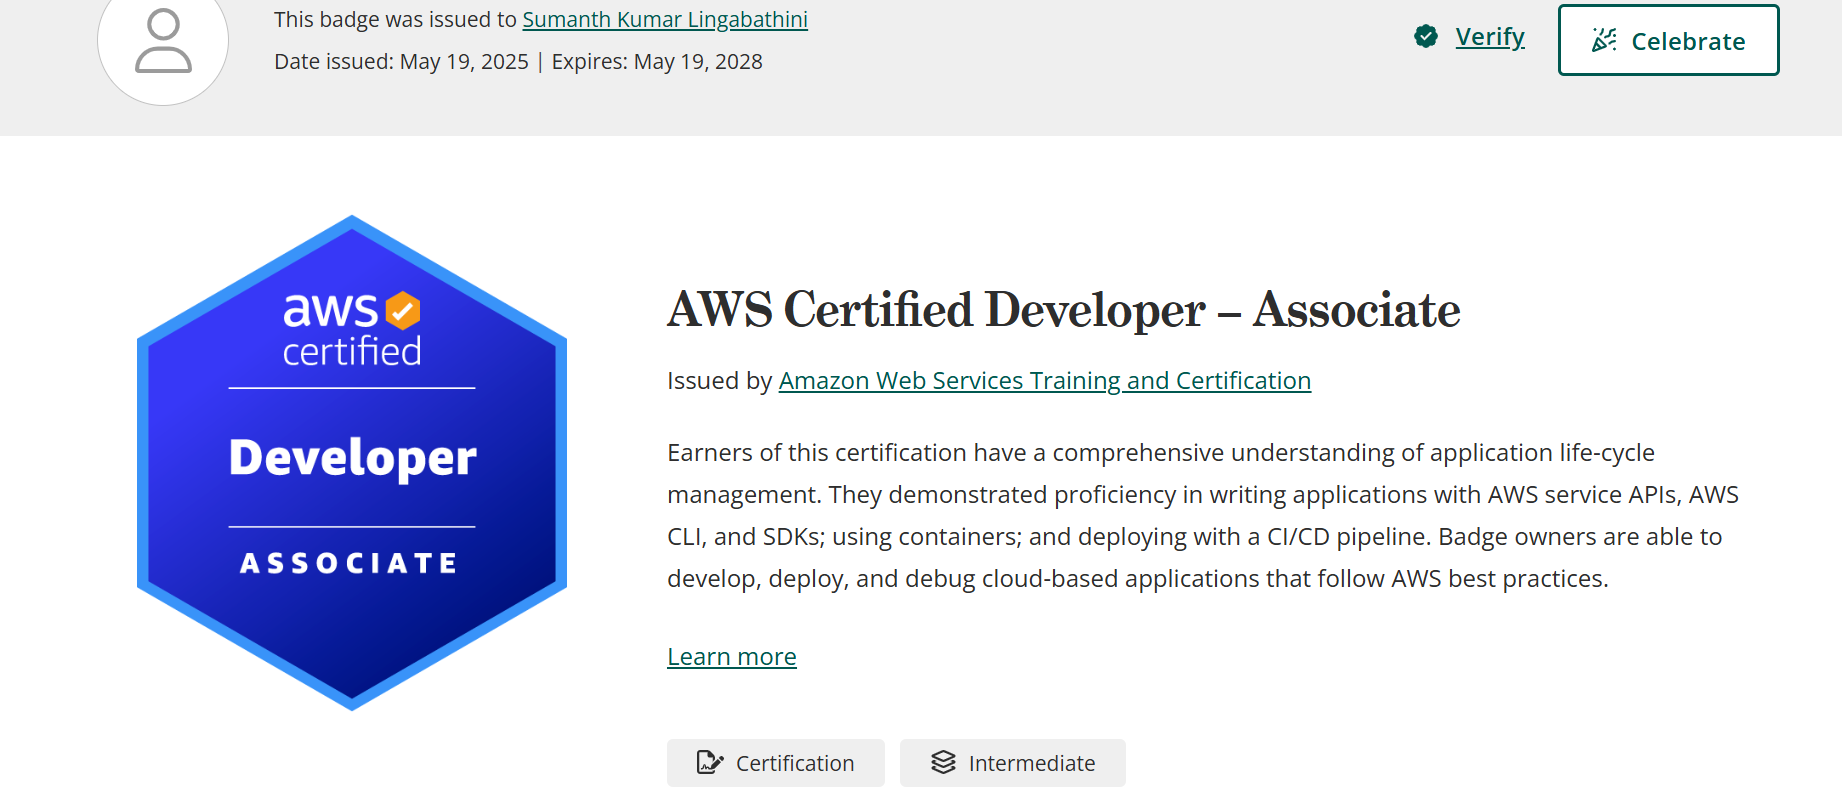 This badge was issued to Sumanth Kumar Lingabathini
Date issued: May 19, 2025 | Expires: May 19, 2028
Verify
Celebrate
aws
certified
Developer
ASSOCIATE
AWS Certified Developer – Associate
Issued by Amazon Web Services Training and Certification
Earners of this certification have a comprehensive understanding of application life-cycle
management. They demonstrated proficiency in writing applications with AWS service APIs, AWS
CLI, and SDKs; using containers; and deploying with a CI/CD pipeline. Badge owners are able to
develop, deploy, and debug cloud-based applications that follow AWS best practices.
Learn more
Certification
Intermediate